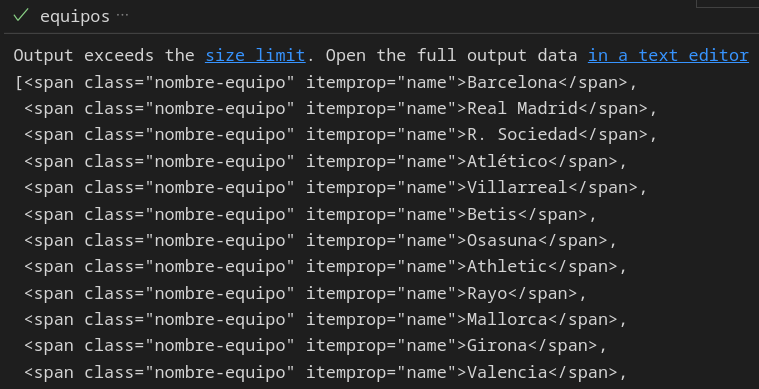 equipos ...
Output exceeds the size limit. Open the full output data in a text editor
[<span class="nombre-equipo" itemprop="name">Barcelona</span>,
 <span class="nombre-equipo" itemprop="name">Real Madrid</span>,
 <span class="nombre-equipo" itemprop="name">R. Sociedad</span>,
 <span class="nombre-equipo" itemprop="name">Atlético</span>,
 <span class="nombre-equipo" itemprop="name">Villarreal</span>,
 <span class="nombre-equipo" itemprop="name">Betis</span>,
 <span class="nombre-equipo" itemprop="name">Osasuna</span>,
 <span class="nombre-equipo" itemprop="name">Athletic</span>,
 <span class="nombre-equipo" itemprop="name">Rayo</span>,
 <span class="nombre-equipo" itemprop="name">Mallorca</span>,
 <span class="nombre-equipo" itemprop="name">Girona</span>,
 <span class="nombre-equipo" itemprop="name">Valencia</span>,